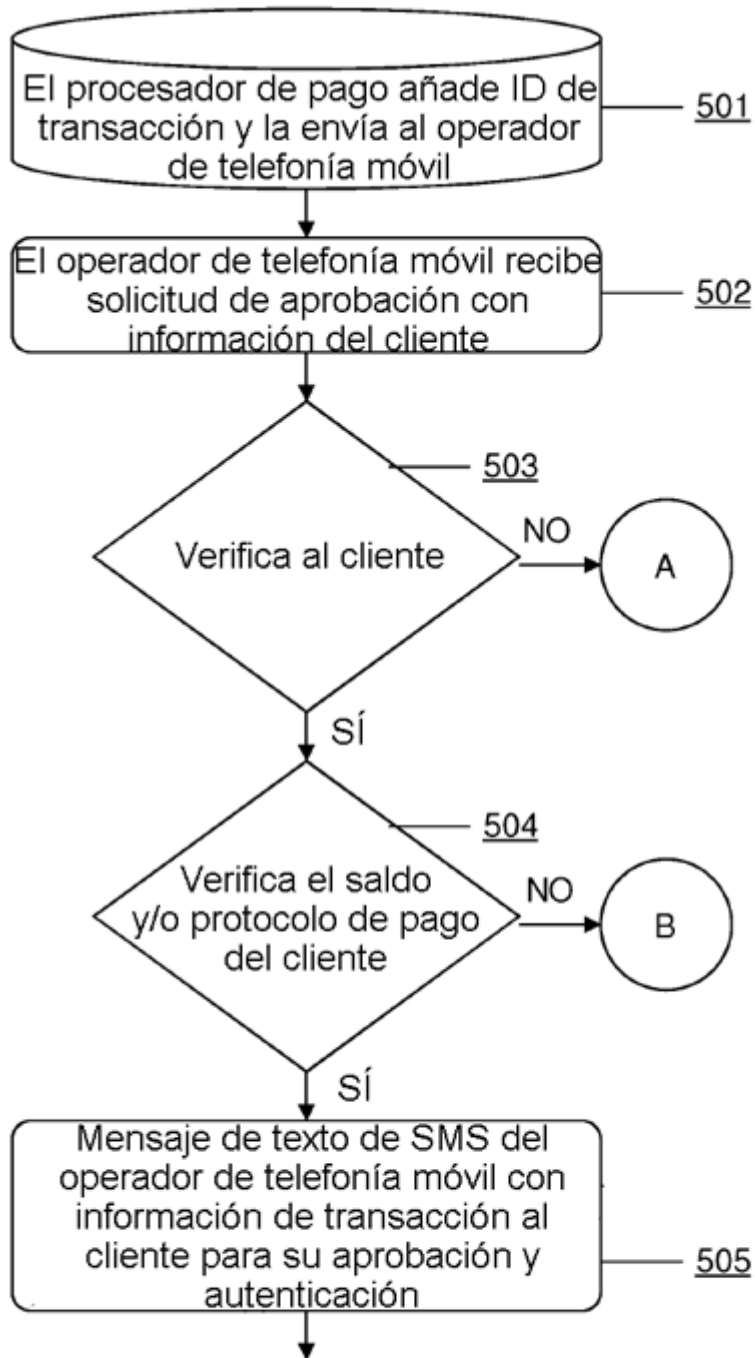 El procesador de pago añade ID de
transacción y la envía al operador
de telefonía móvil
501
El operador de telefonía móvil recibe
solicitud de aprobación con
información del cliente
502
503
Verifica al cliente
NO
A
SÍ
504
Verifica el saldo
y/o protocolo de pago
del cliente
NO
B
SÍ
Mensaje de texto de SMS del
operador de telefonía móvil con
información de transacción al
cliente para su aprobación y
autenticación
505